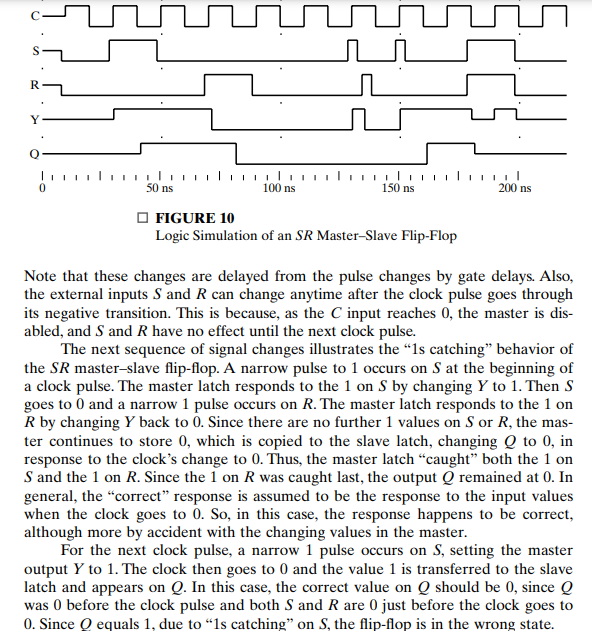 C
S
R
Y
Q
0 50 ns 100 ns 150 ns 200 ns
FIGURE 10
Logic Simulation of an SR Master–Slave Flip-Flop
Note that these changes are delayed from the pulse changes by gate delays. Also,
the external inputs S and R can change anytime after the clock pulse goes through
its negative transition. This is because, as the C input reaches 0, the master is dis-
abled, and S and R have no effect until the next clock pulse.
The next sequence of signal changes illustrates the “1s catching” behavior of
the SR master–slave flip-flop. A narrow pulse to 1 occurs on S at the beginning of
a clock pulse. The master latch responds to the 1 on S by changing Y to 1. Then S
goes to 0 and a narrow 1 pulse occurs on R. The master latch responds to the 1 on
R by changing Y back to 0. Since there are no further 1 values on S or R, the mas-
ter continues to store 0, which is copied to the slave latch, changing Q to 0, in
response to the clock’s change to 0. Thus, the master latch “caught” both the 1 on
S and the 1 on R. Since the 1 on R was caught last, the output Q remained at 0. In
general, the “correct” response is assumed to be the response to the input values
when the clock goes to 0. So, in this case, the response happens to be correct,
although more by accident with the changing values in the master.
For the next clock pulse, a narrow 1 pulse occurs on S, setting the master
output Y to 1. The clock then goes to 0 and the value 1 is transferred to the slave
latch and appears on Q. In this case, the correct value on Q should be 0, since Q
was 0 before the clock pulse and both S and R are 0 just before the clock goes to
0. Since Q equals 1, due to “1s catching” on S, the flip-flop is in the wrong state.